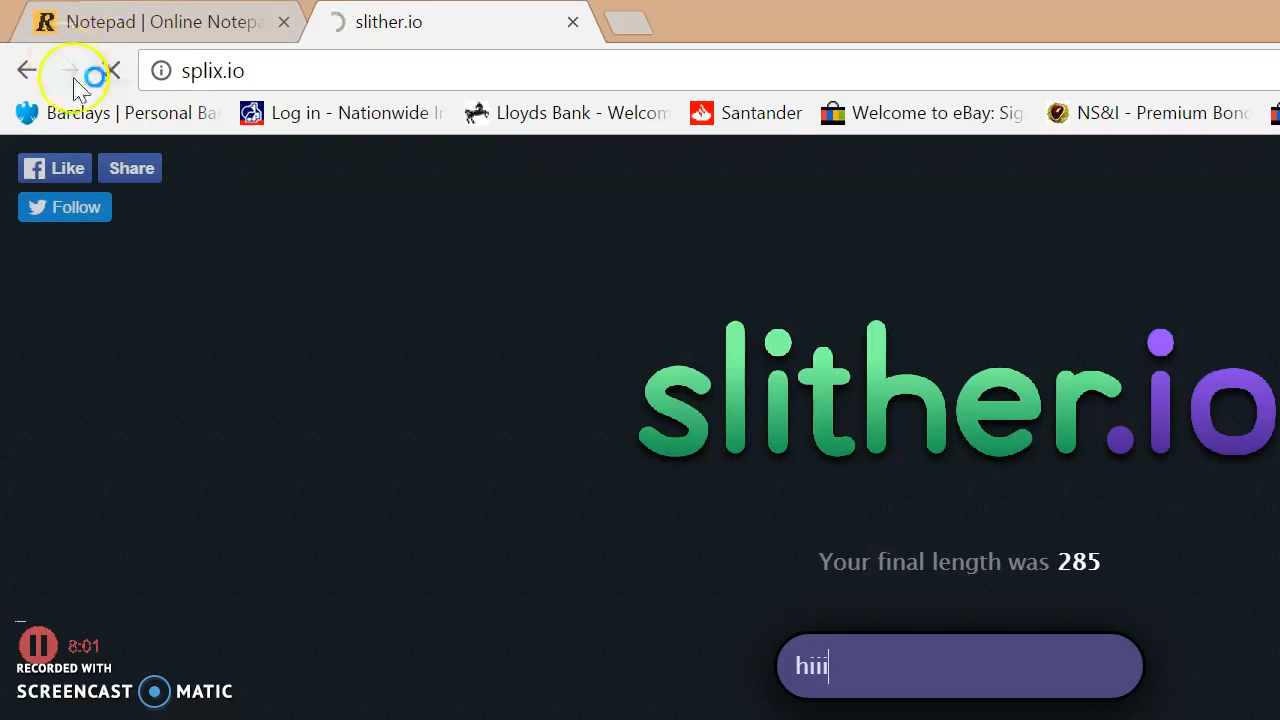 R Notepad | Online Notepa
slither.io
splix.io
Barclays | Personal Ba
Log in - Nationwide I
Lloyds Bank - Welcom
Santander
Welcome to eBay: Sig
NS&I - Premium Bond
Like
Share
Follow
slither.io
Your final length was 285
hiii
8:01
RECORDED WITH
SCREENCAST MATIC